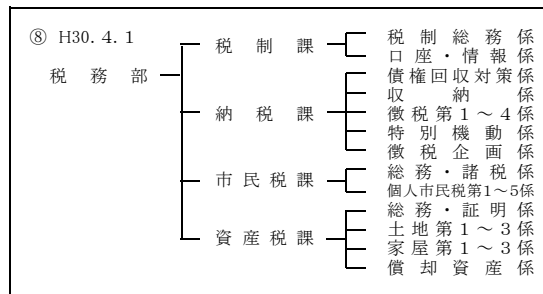 ⑧ H30.4.1
税務部
税制課
税制総務係
口座・情報係
納税課
債権回収対策係
収納係
徴税第1～4係
特別機動係
徴税企画係
市民税課
総務・諸税係
個人市民税第1～5係
資産税課
総務・証明係
土地第1～3係
家屋第1～3係
償却資産係